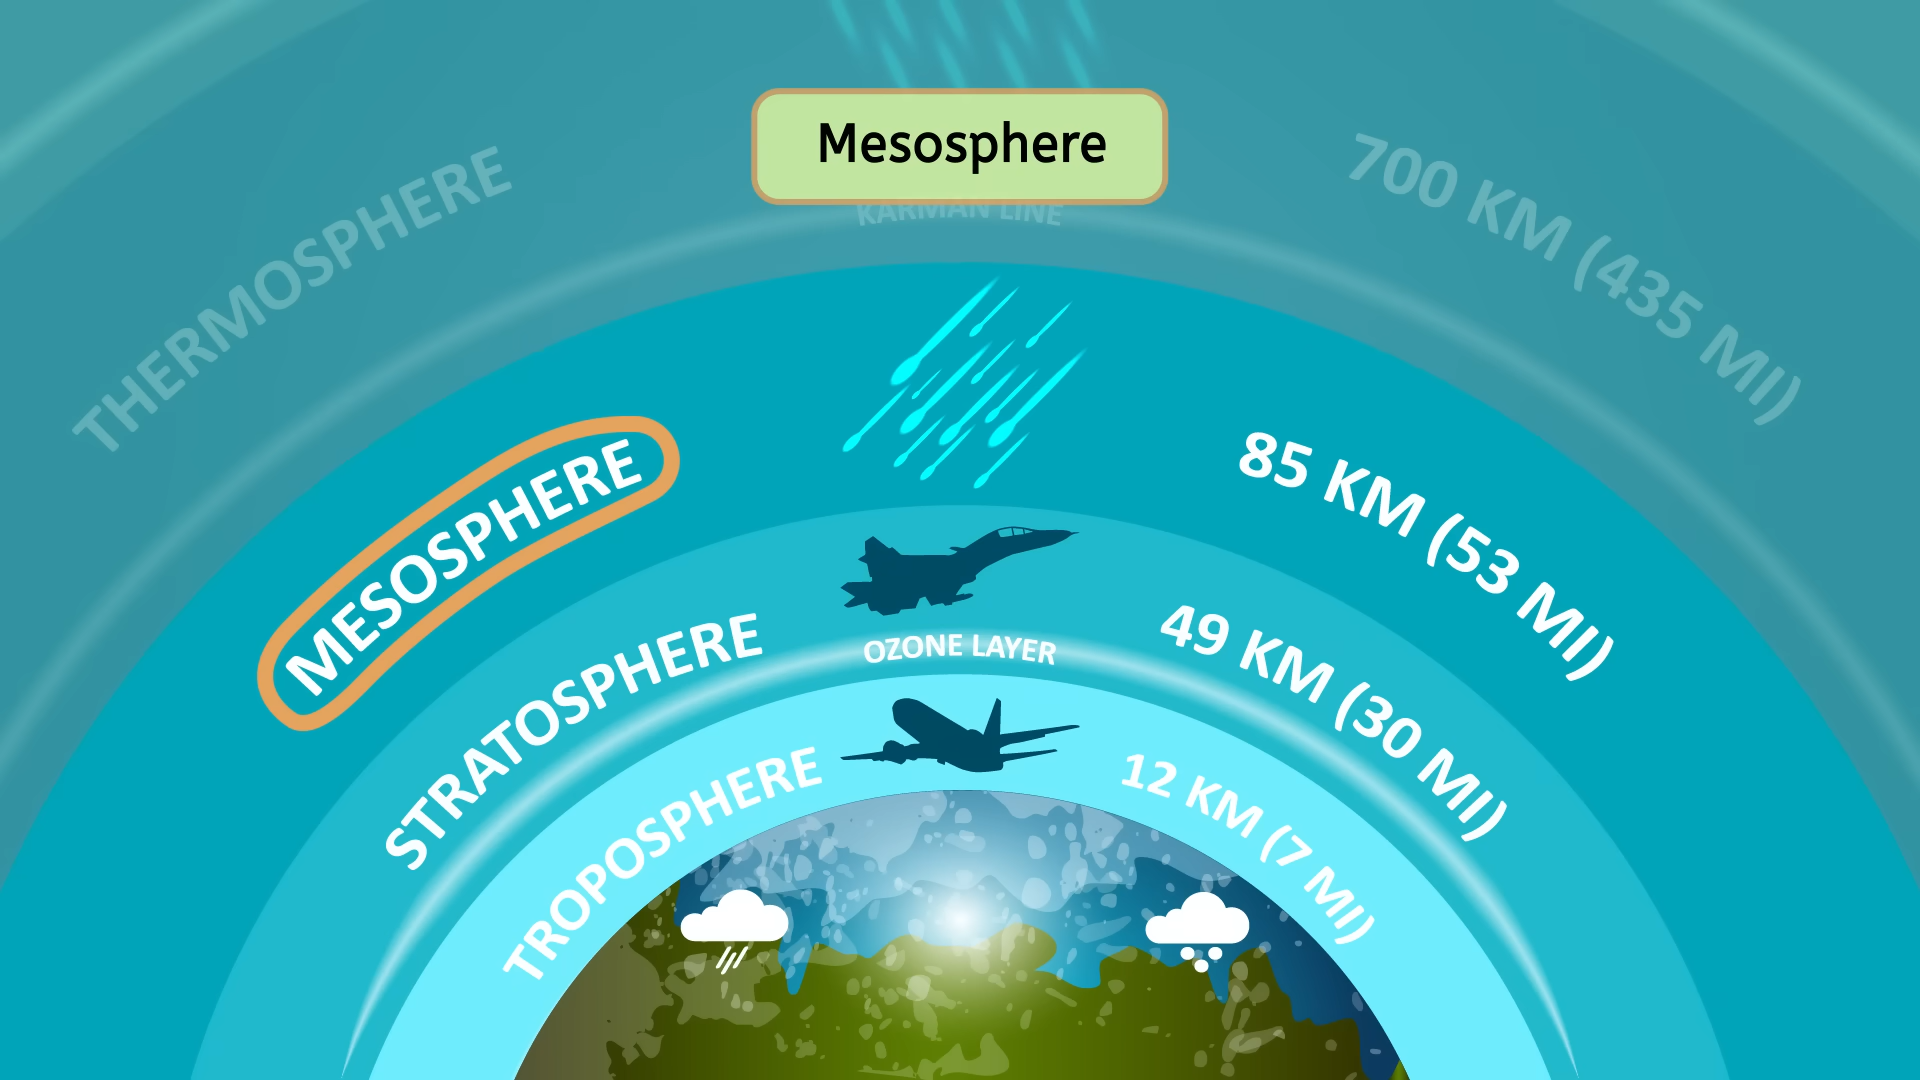 Mesosphere
KARMAN LINE
THERMOSPHERE
700 KM (435 MI)
MESOSPHERE
85 KM (53 MI)
STRATOSPHERE
49 KM (30 MI)
OZONE LAYER
TROPOSPHERE
12 KM (7 MI)